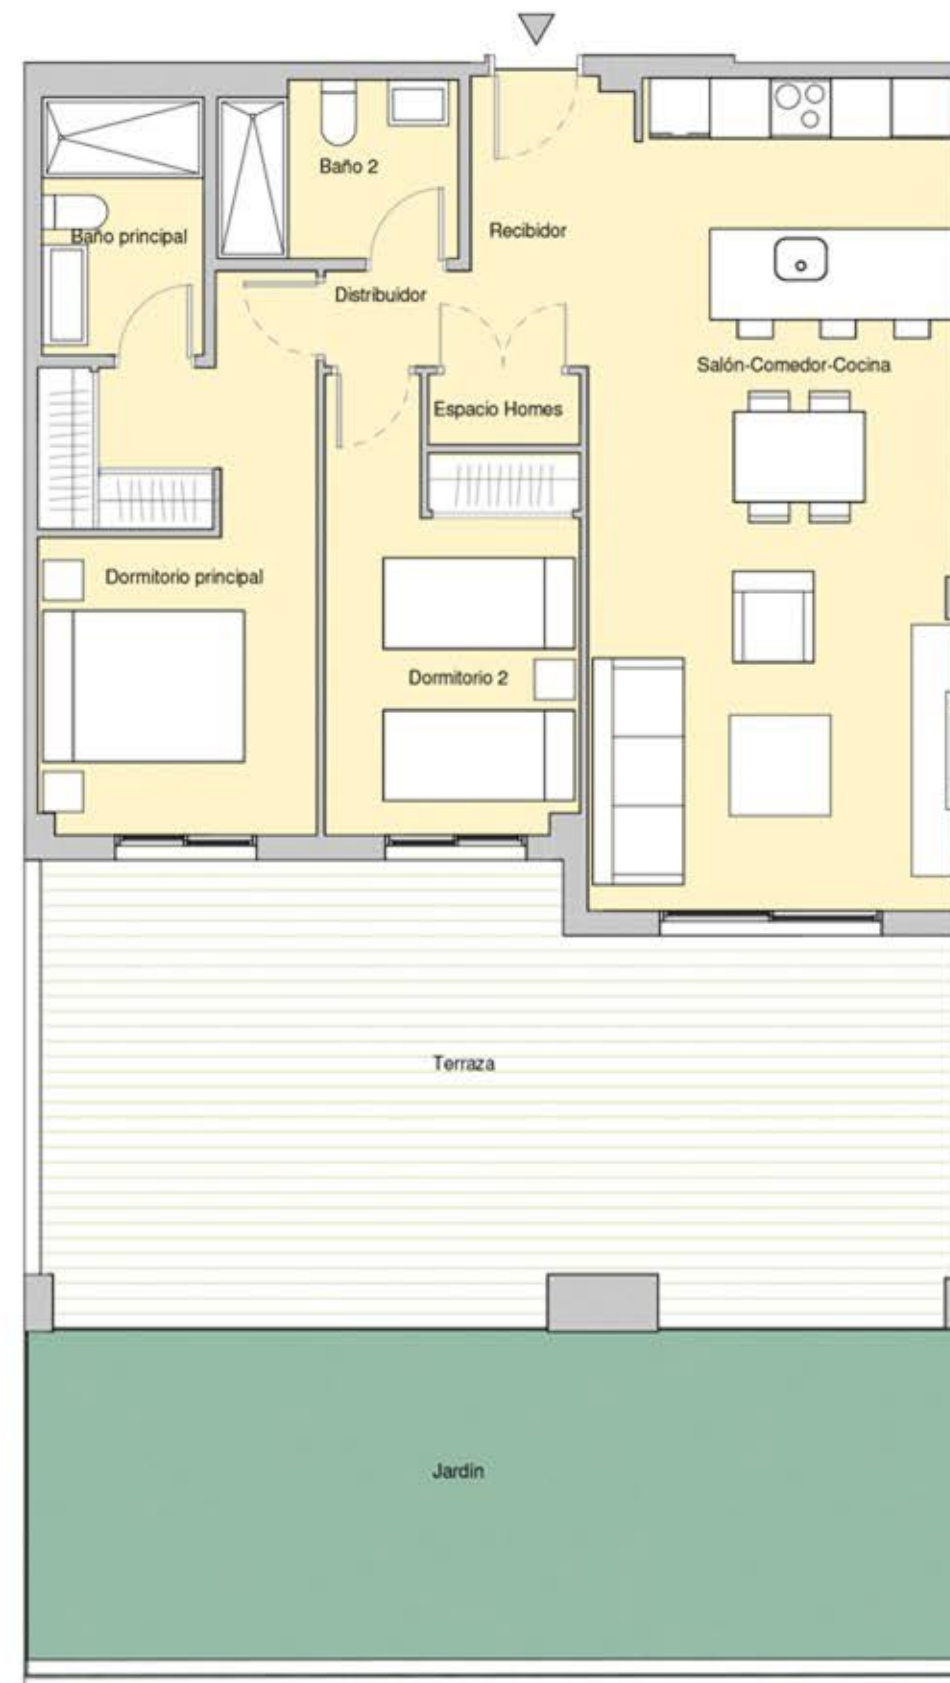 Baño 2
Baño principal
Recibidor
Distribuidor
Salón-Comedor-Cocina
Espacio Homes
Dormitorio principal
Dormitorio 2
Terraza
Jardín